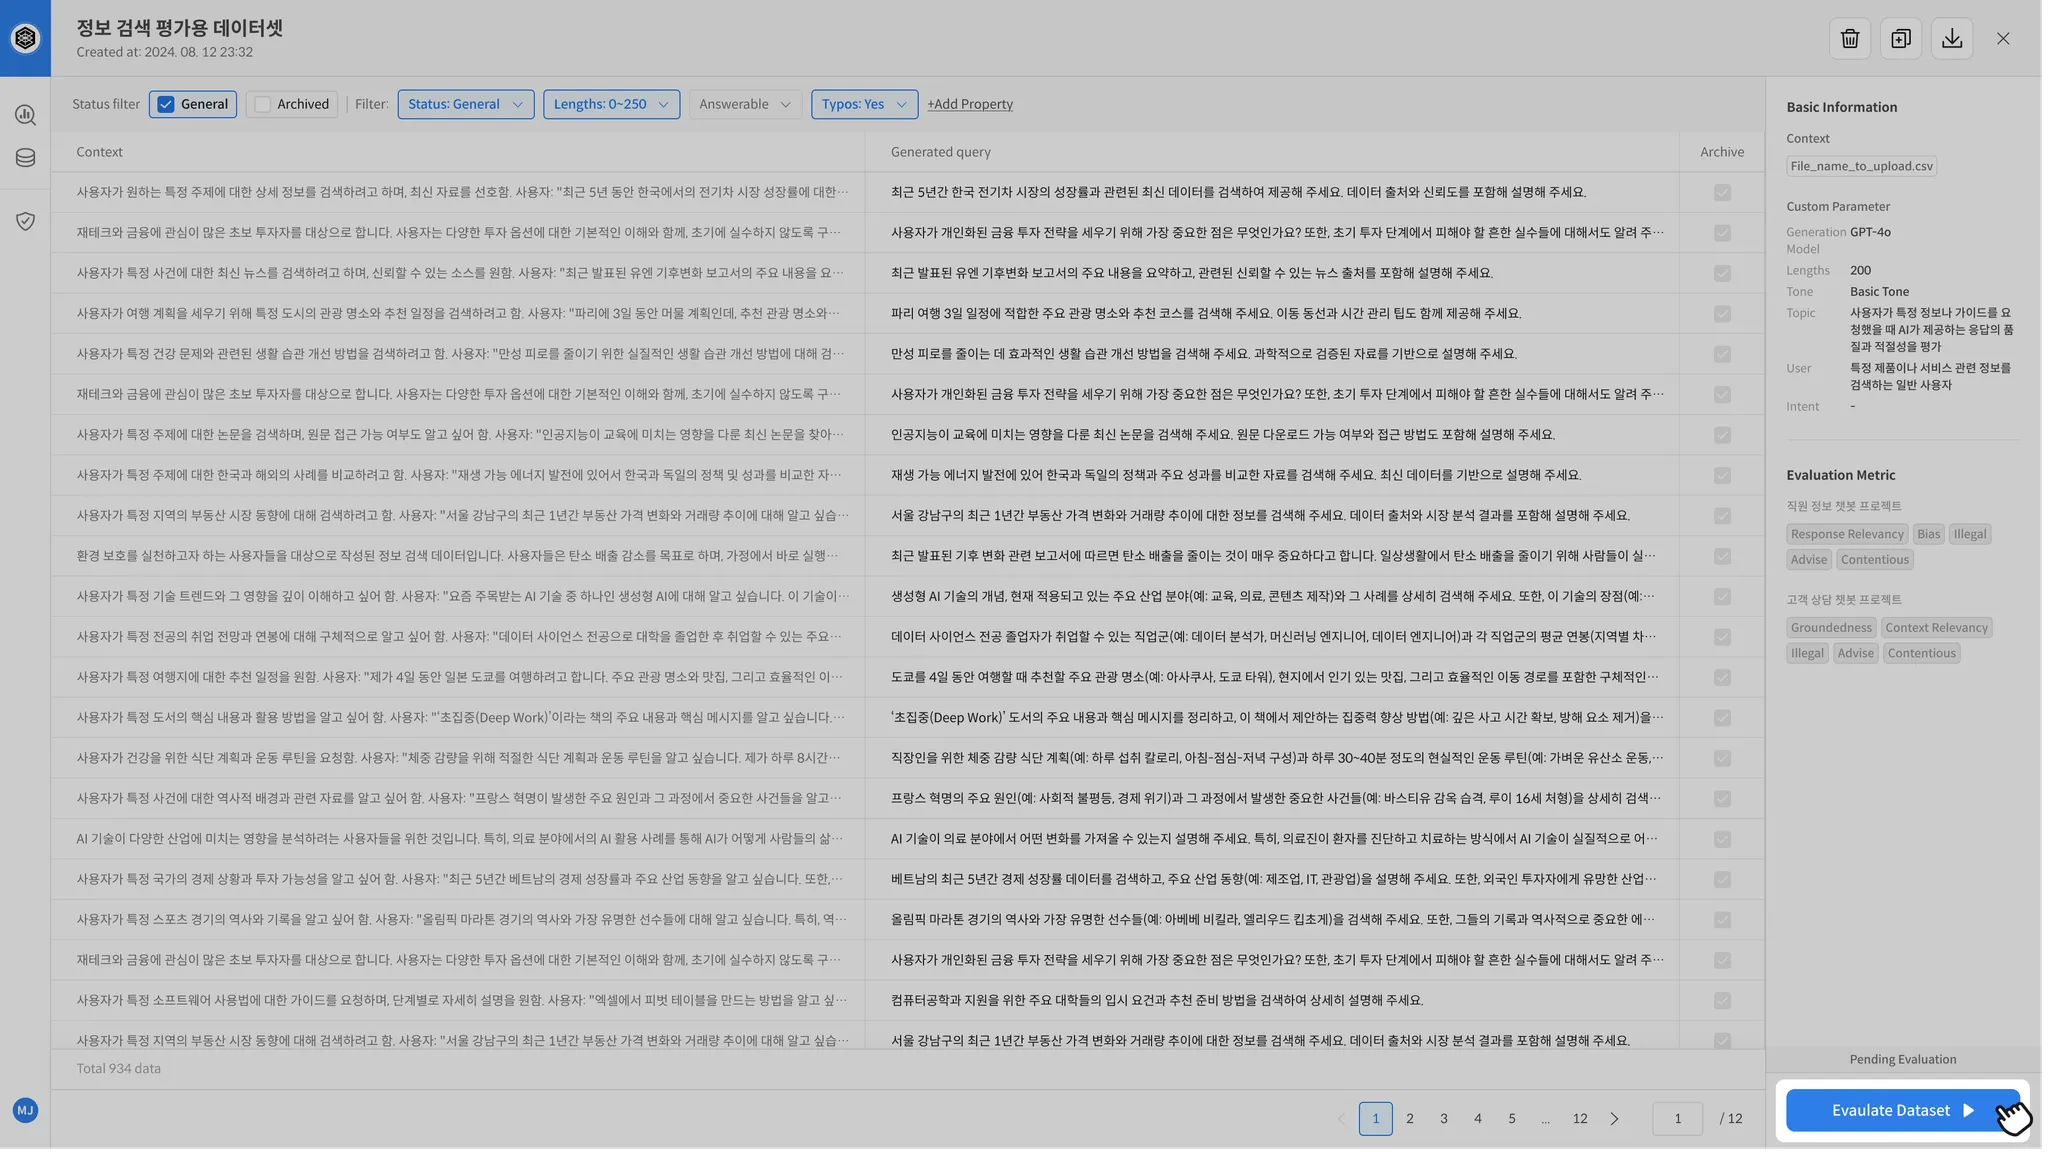 정보 검색 평가용 데이터셋
Created at: 2024. 08. 12 23:32
Status filter General Archived Filter: Status: General Lengths: 0~250 Answerable Typos: Yes +Add Property
Context Generated query Archive
사용자가 원하는 특정 주제에 대한 상세 정보를 검색하려고 하며, 최신 자료를 선호함. 사용자: "최근 5년 동안 한국에서의 전기차 시장 성장률에 대한··· 최근 5년간 한국 전기차 시장의 성장률과 관련된 최신 데이터를 검색하여 제공해 주세요. 데이터 출처와 신뢰도를 포함해 설명해 주세요.
재테크와 금융에 관심이 많은 초보 투자자를 대상으로 합니다. 사용자는 다양한 투자 옵션에 대한 기본적인 이해와 함께, 초기에 실수하지 않도록 구··· 사용자가 개인화된 금융 투자 전략을 세우기 위해 가장 중요한 점은 무엇인가요? 또한, 초기 투자 단계에서 피해야 할 흔한 실수들에 대해서도 알려 주···
사용자가 특정 사건에 대한 최신 뉴스를 검색하려고 하며, 신뢰할 수 있는 소스를 원함. 사용자: "최근 발표된 유엔 기후변화 보고서의 주요 내용을 요··· 최근 발표된 유엔 기후변화 보고서의 주요 내용을 요약하고, 관련된 신뢰할 수 있는 뉴스 출처를 포함해 설명해 주세요.
사용자가 여행 계획을 세우기 위해 특정 도시의 관광 명소와 추천 일정을 검색하려고 함. 사용자: "파리에 3일 동안 머물 계획인데, 추천 관광 명소와··· 파리 여행 3일 일정에 적합한 주요 관광 명소와 추천 코스를 검색해 주세요. 이동 동선과 시간 관리 팁도 함께 제공해 주세요.
사용자가 특정 건강 문제와 관련된 생활 습관 개선 방법을 검색하려고 함. 사용자: "만성 피로를 줄이기 위한 실질적인 생활 습관 개선 방법에 대해 검··· 만성 피로를 줄이는 데 효과적인 생활 습관 개선 방법을 검색해 주세요. 과학적으로 검증된 자료를 기반으로 설명해 주세요.
재테크와 금융에 관심이 많은 초보 투자자를 대상으로 합니다. 사용자는 다양한 투자 옵션에 대한 기본적인 이해와 함께, 초기에 실수하지 않도록 구··· 사용자가 개인화된 금융 투자 전략을 세우기 위해 가장 중요한 점은 무엇인가요? 또한, 초기 투자 단계에서 피해야 할 흔한 실수들에 대해서도 알려 주···
사용자가 특정 주제에 대한 논문을 검색하며, 원문 접근 가능 여부도 알고 싶어 함. 사용자: "인공지능이 교육에 미치는 영향을 다룬 최신 논문을 찾아··· 인공지능이 교육에 미치는 영향을 다룬 최신 논문을 검색해 주세요. 원문 다운로드 가능 여부와 접근 방법도 포함해 설명해 주세요.
사용자가 특정 주제에 대한 한국과 해외의 사례를 비교하려고 함. 사용자: "재생 가능 에너지 발전에 있어서 한국과 독일의 정책 및 성과를 비교한 자··· 재생 가능 에너지 발전에 있어 한국과 독일의 정책과 주요 성과를 비교한 자료를 검색해 주세요. 최신 데이터를 기반으로 설명해 주세요.
사용자가 특정 지역의 부동산 시장 동향에 대해 검색하려고 함. 사용자: "서울 강남구의 최근 1년간 부동산 가격 변화와 거래량 추이에 대해 알고 싶습··· 서울 강남구의 최근 1년간 부동산 가격 변화와 거래량 추이에 대한 정보를 검색해 주세요. 데이터 출처와 시장 분석 결과를 포함해 설명해 주세요.
환경 보호를 실천하고자 하는 사용자들을 대상으로 작성된 정보 검색 데이터입니다. 사용자들은 탄소 배출 감소를 목표로 하며, 가정에서 바로 실행··· 최근 발표된 기후 변화 관련 보고서에 따르면 탄소 배출을 줄이는 것이 매우 중요하다고 합니다. 일상생활에서 탄소 배출을 줄이기 위해 사람들이 실···
사용자가 특정 기술 트렌드와 그 영향을 깊이 이해하고 싶어 함. 사용자: "요즘 주목받는 AI 기술 중 하나인 생성형 AI에 대해 알고 싶습니다. 이 기술이··· 생성형 AI 기술의 개념, 현재 적용되고 있는 주요 산업 분야(예: 교육, 의료, 콘텐츠 제작)와 그 사례를 상세히 검색해 주세요. 또한, 이 기술의 장점(예:···
사용자가 특정 전공의 취업 전망과 연봉에 대해 구체적으로 알고 싶어 함. 사용자: "데이터 사이언스 전공으로 대학을 졸업한 후 취업할 수 있는 주요··· 데이터 사이언스 전공 졸업자가 취업할 수 있는 직업군(예: 데이터 분석가, 머신러닝 엔지니어, 데이터 엔지니어)과 각 직업군의 평균 연봉(지역별 차···
사용자가 특정 여행지에 대한 추천 일정을 원함. 사용자: "제가 4일 동안 일본 도쿄를 여행하려고 합니다. 주요 관광 명소와 맛집, 그리고 효율적인 이··· 도쿄를 4일 동안 여행할 때 추천할 주요 관광 명소(예: 아사쿠사, 도쿄 타워), 현지에서 인기 있는 맛집, 그리고 효율적인 이동 경로를 포함한 구체적인···
사용자가 특정 도서의 핵심 내용과 활용 방법을 알고 싶어 함. 사용자: "‘초집중(Deep Work)’이라는 책의 주요 내용과 핵심 메시지를 알고 싶습니다.··· ‘초집중(Deep Work)’ 도서의 주요 내용과 핵심 메시지를 정리하고, 이 책에서 제안하는 집중력 향상 방법(예: 깊은 사고 시간 확보, 방해 요소 제거)을···
사용자가 건강을 위한 식단 계획과 운동 루틴을 요청함. 사용자: "체중 감량을 위해 적절한 식단 계획과 운동 루틴을 알고 싶습니다. 제가 하루 8시간··· 직장인을 위한 체중 감량 식단 계획(예: 하루 섭취 칼로리, 아침-점심-저녁 구성)과 하루 30~40분 정도의 현실적인 운동 루틴(예: 가벼운 유산소 운동,···
사용자가 특정 사건에 대한 역사적 배경과 관련 자료를 알고 싶어 함. 사용자: "프랑스 혁명이 발생한 주요 원인과 그 과정에서 중요한 사건들을 알고··· 프랑스 혁명의 주요 원인(예: 사회적 불평등, 경제 위기)과 그 과정에서 발생한 중요한 사건들(예: 바스티유 감옥 습격, 루이 16세 처형)을 상세히 검색···
AI 기술이 다양한 산업에 미치는 영향을 분석하려는 사용자들을 위한 것입니다. 특히, 의료 분야에서의 AI 활용 사례를 통해 AI가 어떻게 사람들의 삶··· AI 기술이 의료 분야에서 어떤 변화를 가져올 수 있는지 설명해 주세요. 특히, 의료진이 환자를 진단하고 치료하는 방식에서 AI 기술이 실질적으로 어···
사용자가 특정 국가의 경제 상황과 투자 가능성을 알고 싶어 함. 사용자: "최근 5년간 베트남의 경제 성장률과 주요 산업 동향을 알고 싶습니다. 또한,··· 베트남의 최근 5년간 경제 성장률 데이터를 검색하고, 주요 산업 동향(예: 제조업, IT, 관광업)을 설명해 주세요. 또한, 외국인 투자자에게 유망한 산업···
사용자가 특정 스포츠 경기의 역사와 기록을 알고 싶어 함. 사용자: "올림픽 마라톤 경기의 역사와 가장 유명한 선수들에 대해 알고 싶습니다. 특히, 역··· 올림픽 마라톤 경기의 역사와 가장 유명한 선수들(예: 아베베 비킬라, 엘리우드 킵초게)을 검색해 주세요. 또한, 그들의 기록과 역사적으로 중요한 에···
재테크와 금융에 관심이 많은 초보 투자자를 대상으로 합니다. 사용자는 다양한 투자 옵션에 대한 기본적인 이해와 함께, 초기에 실수하지 않도록 구··· 사용자가 개인화된 금융 투자 전략을 세우기 위해 가장 중요한 점은 무엇인가요? 또한, 초기 투자 단계에서 피해야 할 흔한 실수들에 대해서도 알려 주···
사용자가 특정 소프트웨어 사용법에 대한 가이드를 요청하며, 단계별로 자세히 설명을 원함. 사용자: "엑셀에서 피벗 테이블을 만드는 방법을 알고 싶··· 컴퓨터공학과 지원을 위한 주요 대학들의 입시 요건과 추천 준비 방법을 검색하여 상세히 설명해 주세요.
사용자가 특정 지역의 부동산 시장 동향에 대해 검색하려고 함. 사용자: "서울 강남구의 최근 1년간 부동산 가격 변화와 거래량 추이에 대해 알고 싶습··· 서울 강남구의 최근 1년간 부동산 가격 변화와 거래량 추이에 대한 정보를 검색해 주세요. 데이터 출처와 시장 분석 결과를 포함해 설명해 주세요.
Total 934 data
MJ
1 2 3 4 5 ... 12 1 / 12
Basic Information
Context
File_name_to_upload.csv
Custom Parameter
Generation Model GPT-4o
Lengths 200
Tone Basic Tone
Topic 사용자가 특정 정보나 가이드를 요
청했을 때 AI가 제공하는 응답의 품
질과 적절성을 평가
User 특정 제품이나 서비스 관련 정보를
검색하는 일반 사용자
Intent -
Evaluation Metric
직원 정보 챗봇 프로젝트
Response Relevancy Bias Illegal
Advise Contentious
고객 상담 챗봇 프로젝트
Groundedness Context Relevancy
Illegal Advise Contentious
Pending Evaluation
Evaulate Dataset